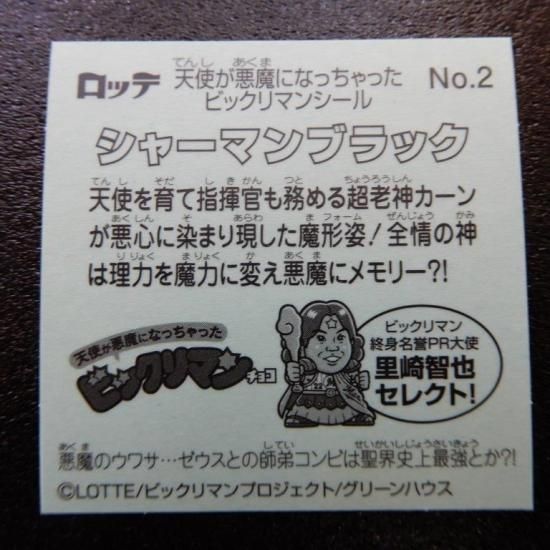 ロッテ 天使が悪魔になっちゃった No.2
ビックリマンシール
シャーマンブラック
天使を育て指揮官も務める超老神カーン
が悪心に染まり現した魔形姿!全情の神
は理力を魔力に変え悪魔にメモリー?!
天使が悪魔になっちゃった
ビックリマンチョコ
ビックリマン
終身名誉PR大使
里崎智也
セレクト!
悪魔のウワサ…ゼウスとの師弟コンビは聖界史上最強とか?!
©LOTTE/ビックリマンプロジェクト/グリーンハウス